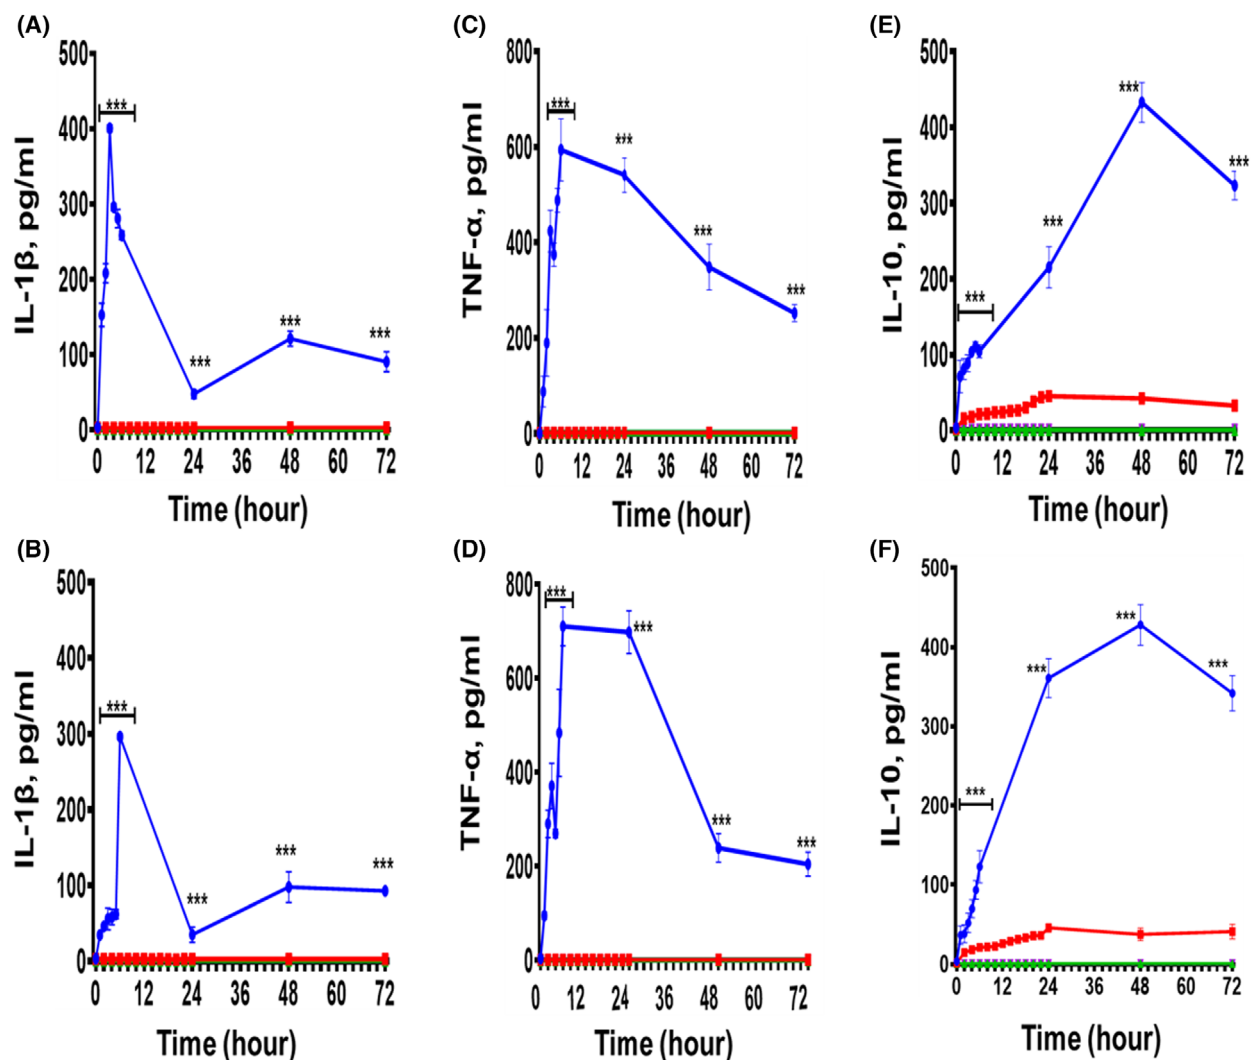 (A)
500
400
300
200
100
0
IL-1β, pg/ml
***
***
***
***
0 12 24 36 48 60 72
Time (hour)
(C)
800
600
400
200
0
TNF-α, pg/ml
***
***
***
***
0 12 24 36 48 60 72
Time (hour)
(E)
500
400
300
200
100
0
IL-10, pg/ml
***
***
***
***
0 12 24 36 48 60 72
Time (hour)
(B)
500
400
300
200
100
0
IL-1β, pg/ml
***
***
***
***
0 12 24 36 48 60 72
Time (hour)
(D)
800
600
400
200
0
TNF-α, pg/ml
***
***
***
***
0 12 24 36 48 60 72
Time (hour)
(F)
500
400
300
200
100
0
IL-10, pg/ml
***
***
***
***
0 12 24 36 48 60 72
Time (hour)